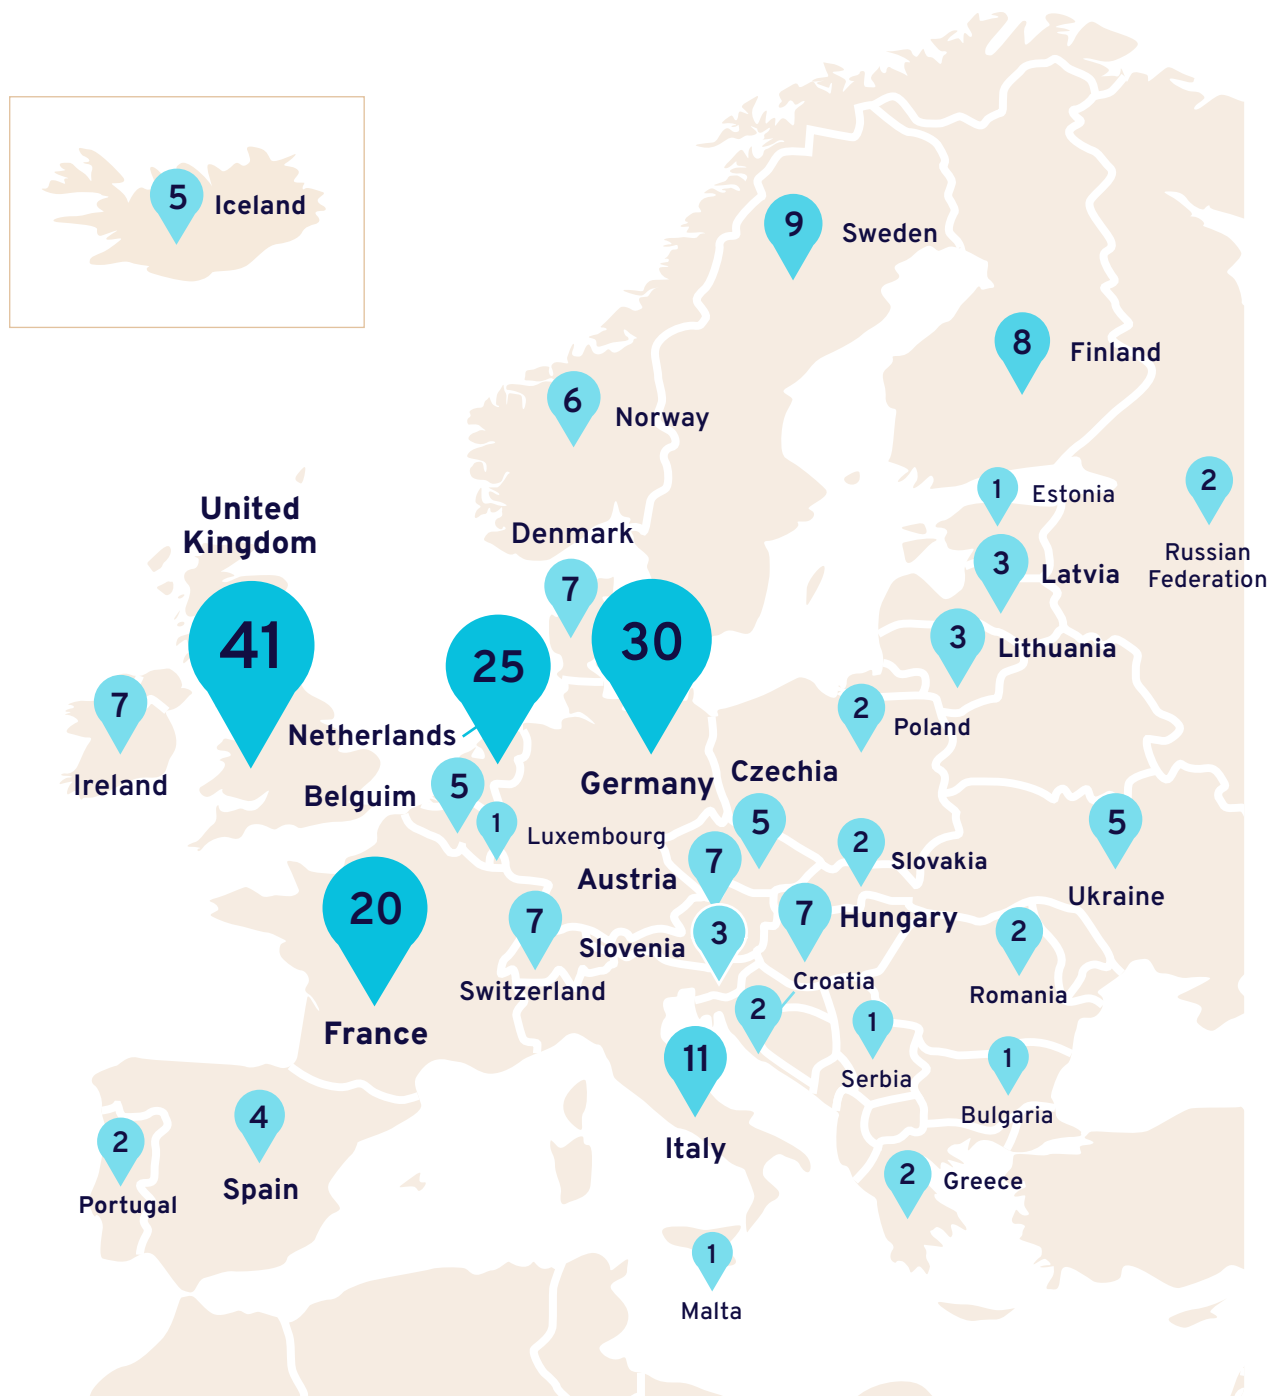 5
Iceland
9
Sweden
8
Finland
6
Norway
1
Estonia
2
Russian
Federation
United
Kingdom
41
Denmark
7
3
Latvia
3
Lithuania
30
Germany
25
Netherlands
7
Ireland
2
Poland
Belguim
5
1
Luxembourg
Czechia
5
2
Slovakia
5
Ukraine
7
Austria
20
France
7
Switzerland
7
Hungary
3
Slovenia
2
Romania
Croatia
2
1
Serbia
11
Italy
1
Bulgaria
4
Spain
2
Portugal
2
Greece
1
Malta